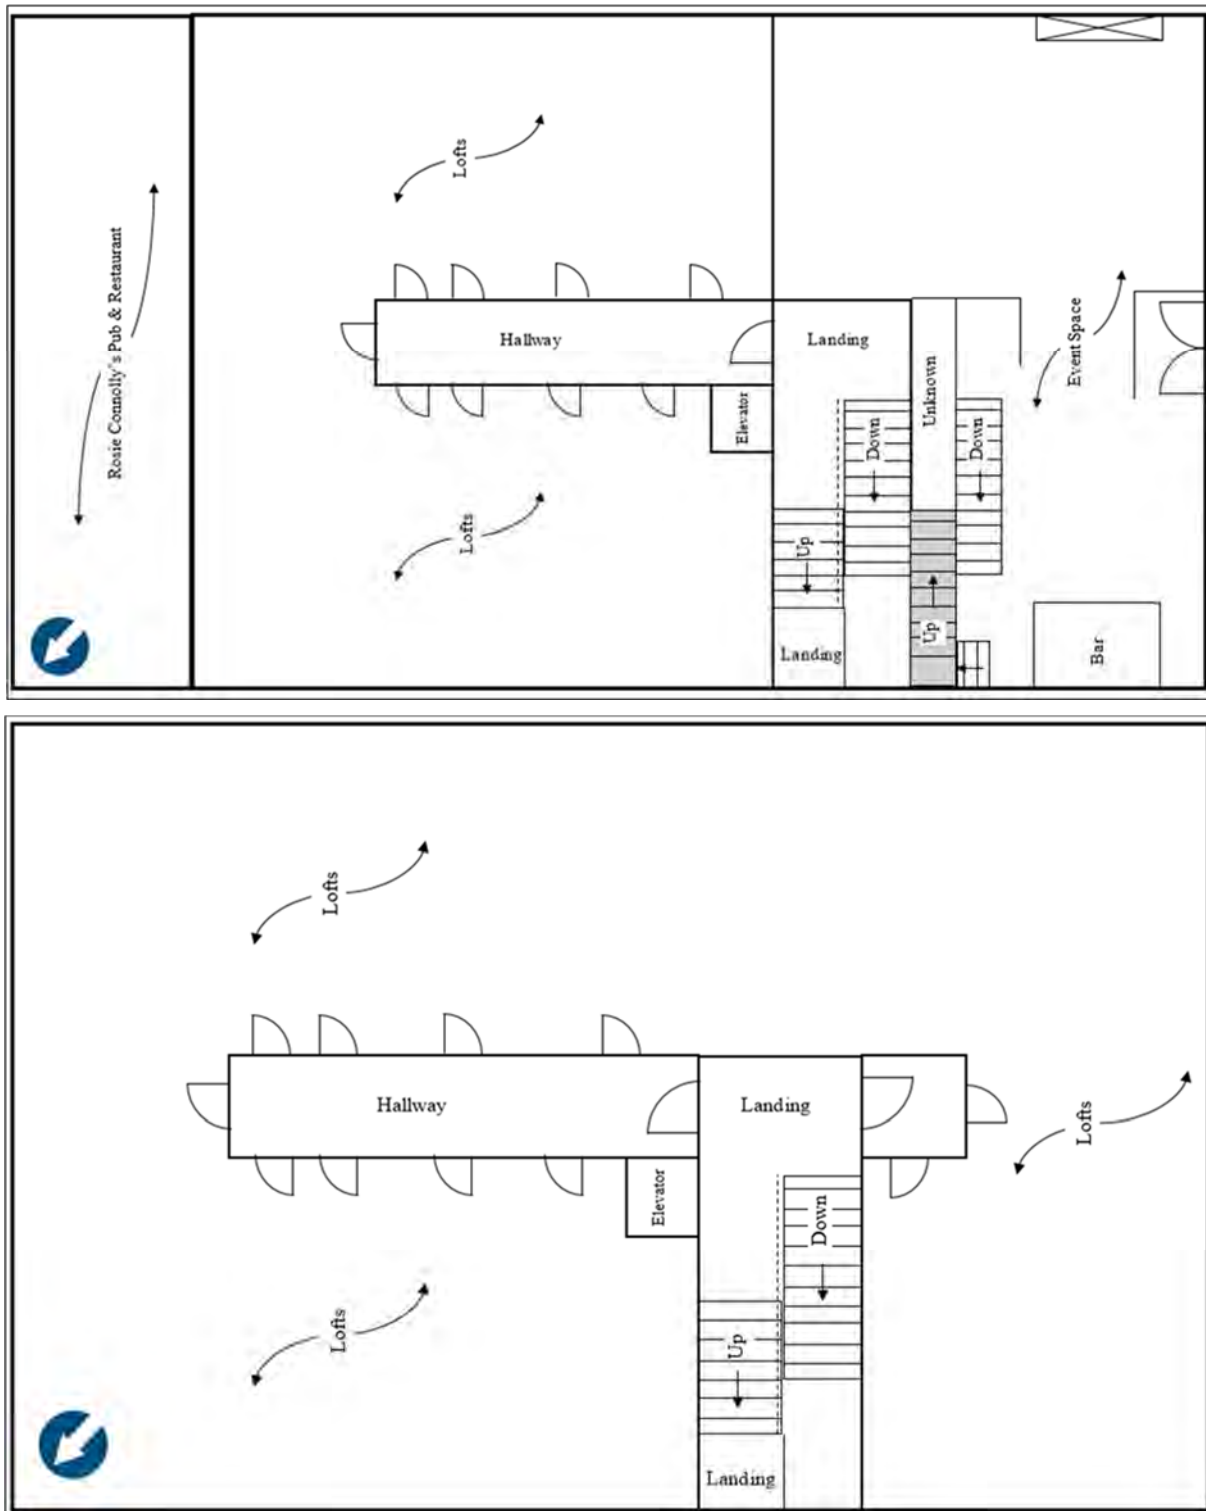 Lofts
Rosie Connolly's Pub & Restaurant
Hallway
Landing
Unknown
Event Space
Elevator
Down
Down
Lofts
Up
Up
Landing
Bar
Lofts
Hallway
Landing
Lofts
Elevator
Down
Lofts
Up
Landing